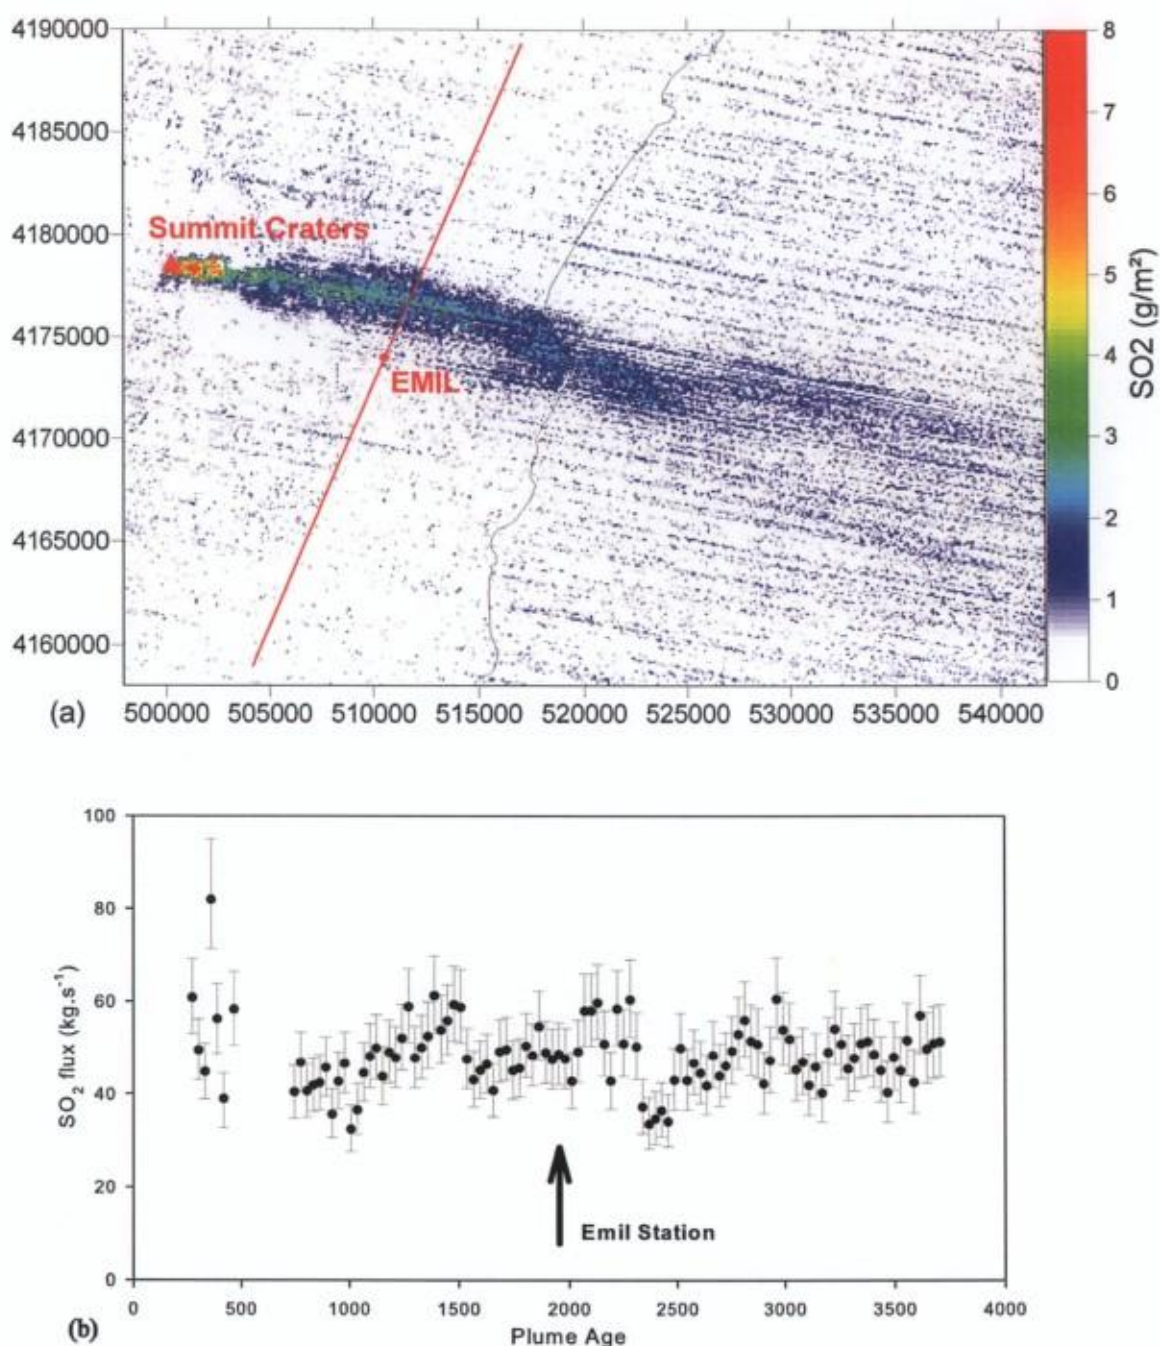 4190000
8
7
4185000
6
Summit Craters
4180000
5
SO2 (g/m²)
4175000
4
EMIL
4170000
3
2
4165000
1
4160000
0
(a)
500000 505000 510000 515000 520000 525000 530000 535000 540000
100
80
60
SO2 flux (kg.s-1)
40
20
Emil Station
0
0 500 1000 1500 2000 2500 3000 3500 4000
(b)
Plume Age